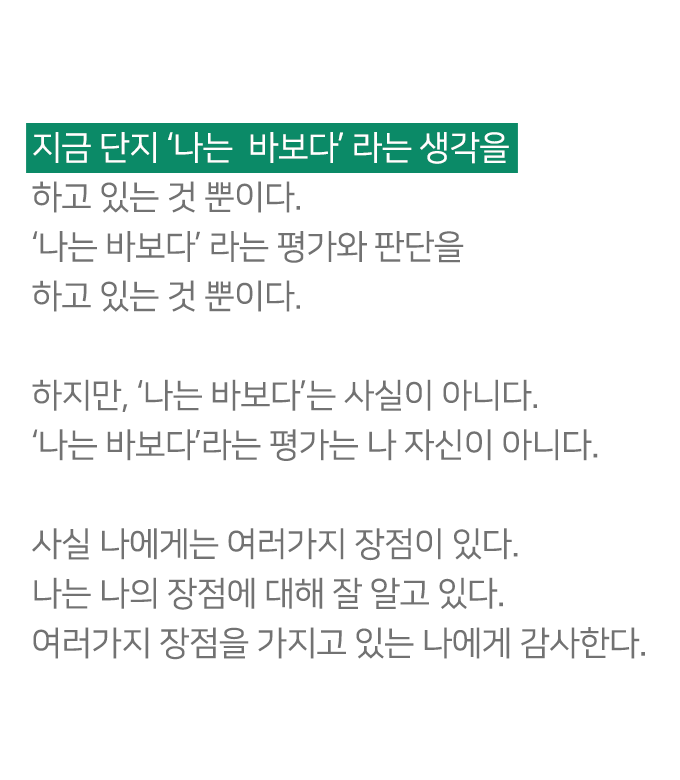 지금 단지 ‘나는  바보다’ 라는 생각을
하고 있는 것 뿐이다.
‘나는 바보다’ 라는 평가와 판단을
하고 있는 것 뿐이다.
하지만, ‘나는 바보다’는 사실이 아니다.
‘나는 바보다’라는 평가는 나 자신이 아니다.
사실 나에게는 여러가지 장점이 있다.
나는 나의 장점에 대해 잘 알고 있다.
여러가지 장점을 가지고 있는 나에게 감사한다.